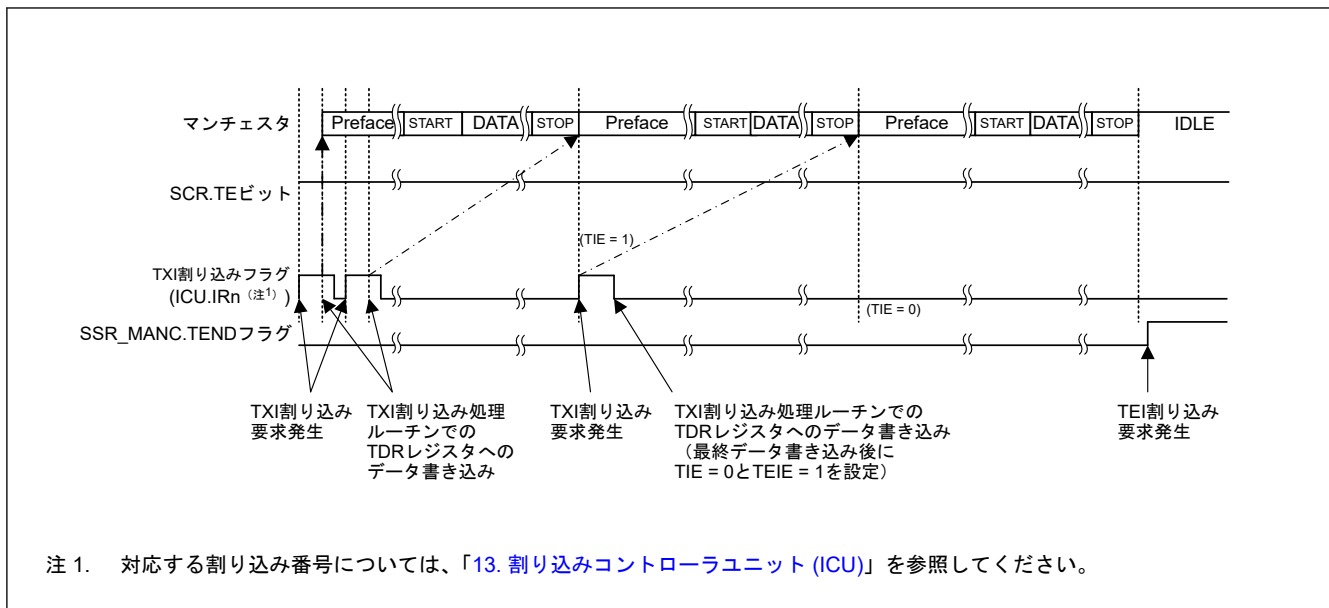 マンチェスタ Preface START DATA STOP Preface START DATA STOP Preface START DATA STOP IDLE
SCR.TEビット
(TIE = 1)
TXI割り込みフラグ
(ICU.IRn (注1) )
(TIE = 0)
SSR_MANC.TENDフラグ
TXI割り込み
要求発生
TXI割り込み処理
ルーチンでの
TDRレジスタへの
データ書き込み
TXI割り込み
要求発生
TXI割り込み処理ルーチンでの
TDRレジスタへのデータ書き込み
(最終データ書き込み後に
TIE = 0とTEIE = 1を設定)
TEI割り込み
要求発生
注 1. 対応する割り込み番号については、「13. 割り込みコントローラユニット (ICU)」を参照してください。